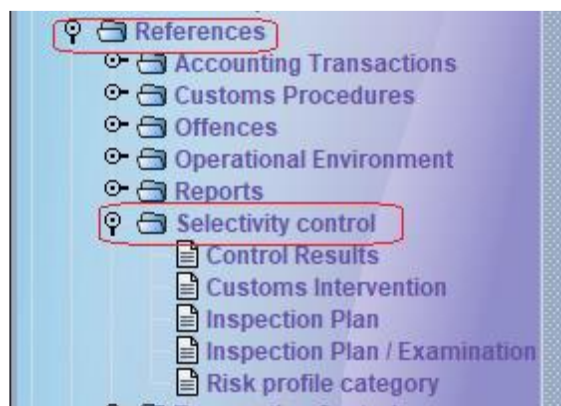 References
Accounting Transactions
Customs Procedures
Offences
Operational Environment
Reports
Selectivity control
Control Results
Customs Intervention
Inspection Plan
Inspection Plan / Examination
Risk profile category